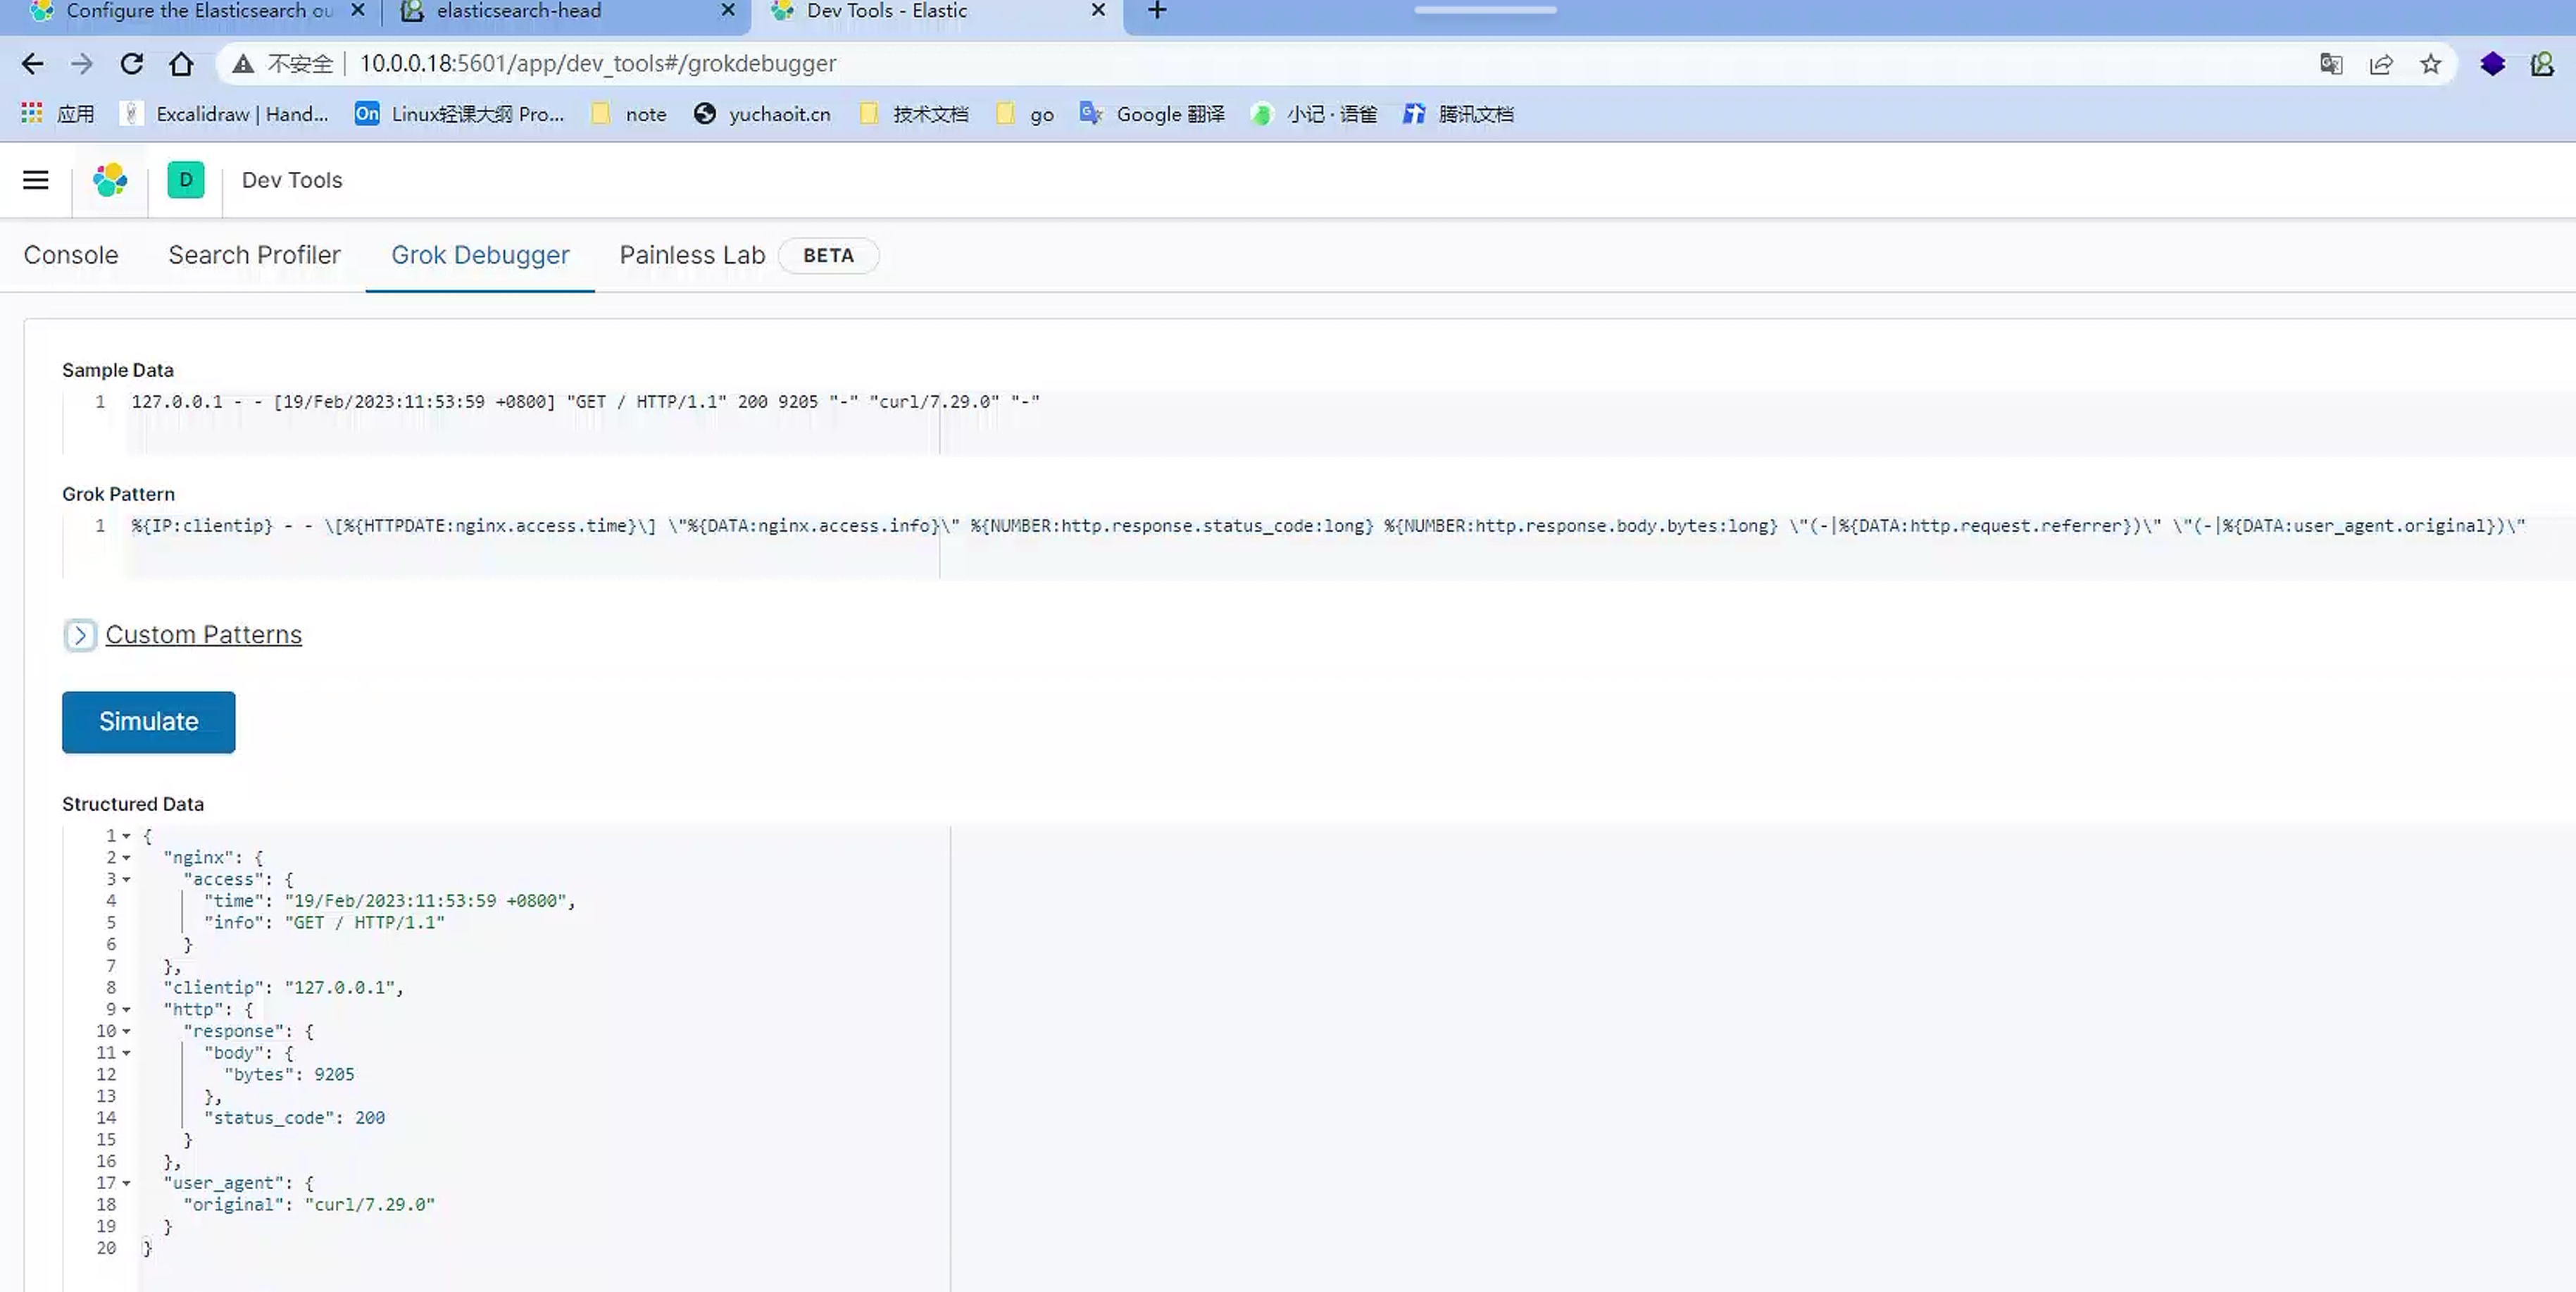 Configure the Elasticsearch ou
elasticsearch-head
Dev Tools - Elastic
不安全
10.0.0.18:5601/app/dev_tools#/grokdebugger
应用
Excalidraw | Hand...
On
Linux轻课大纲 Pro...
note
yuchaoit.cn
技术文档
go
Google 翻译
小记 · 语雀
腾讯文档
D
Dev Tools
Console
Search Profiler
Grok Debugger
Painless Lab
BETA
Sample Data
1 127.0.0.1 - - [19/Feb/2023:11:53:59 +0800] "GET / HTTP/1.1" 200 9205 "-" "curl/7.29.0" "-"
Grok Pattern
1 %{IP:clientip} - - \[%{HTTPDATE:nginx.access.time}\] \"%{DATA:nginx.access.info}\" %{NUMBER:http.response.status_code:long} %{NUMBER:http.response.body.bytes:long} \"(-|%{DATA:http.request.referrer})\" \"(-|%{DATA:user_agent.original})\"
Custom Patterns
Simulate
Structured Data
1 {
2 "nginx": {
3 "access": {
4 "time": "19/Feb/2023:11:53:59 +0800",
5 "info": "GET / HTTP/1.1"
6 }
7 },
8 "clientip": "127.0.0.1",
9 "http": {
10 "response": {
11 "body": {
12 "bytes": 9205
13 },
14 "status_code": 200
15 }
16 },
17 "user_agent": {
18 "original": "curl/7.29.0"
19 }
20 }